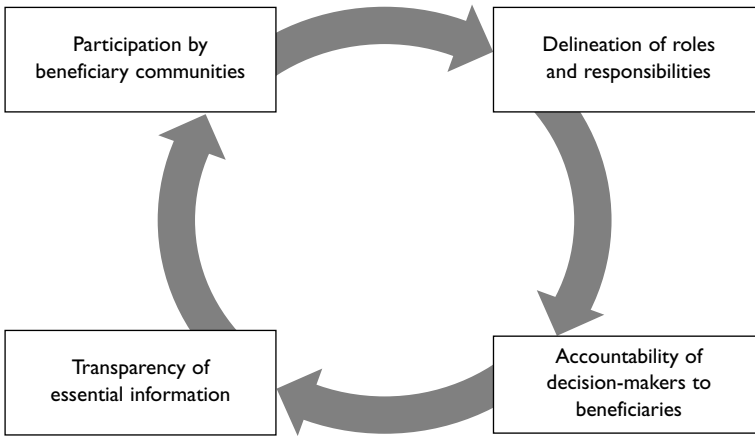 Participation by
beneficiary communities
Delineation of roles
and responsibilities
Transparency of
essential information
Accountability of
decision-makers to
beneficiaries